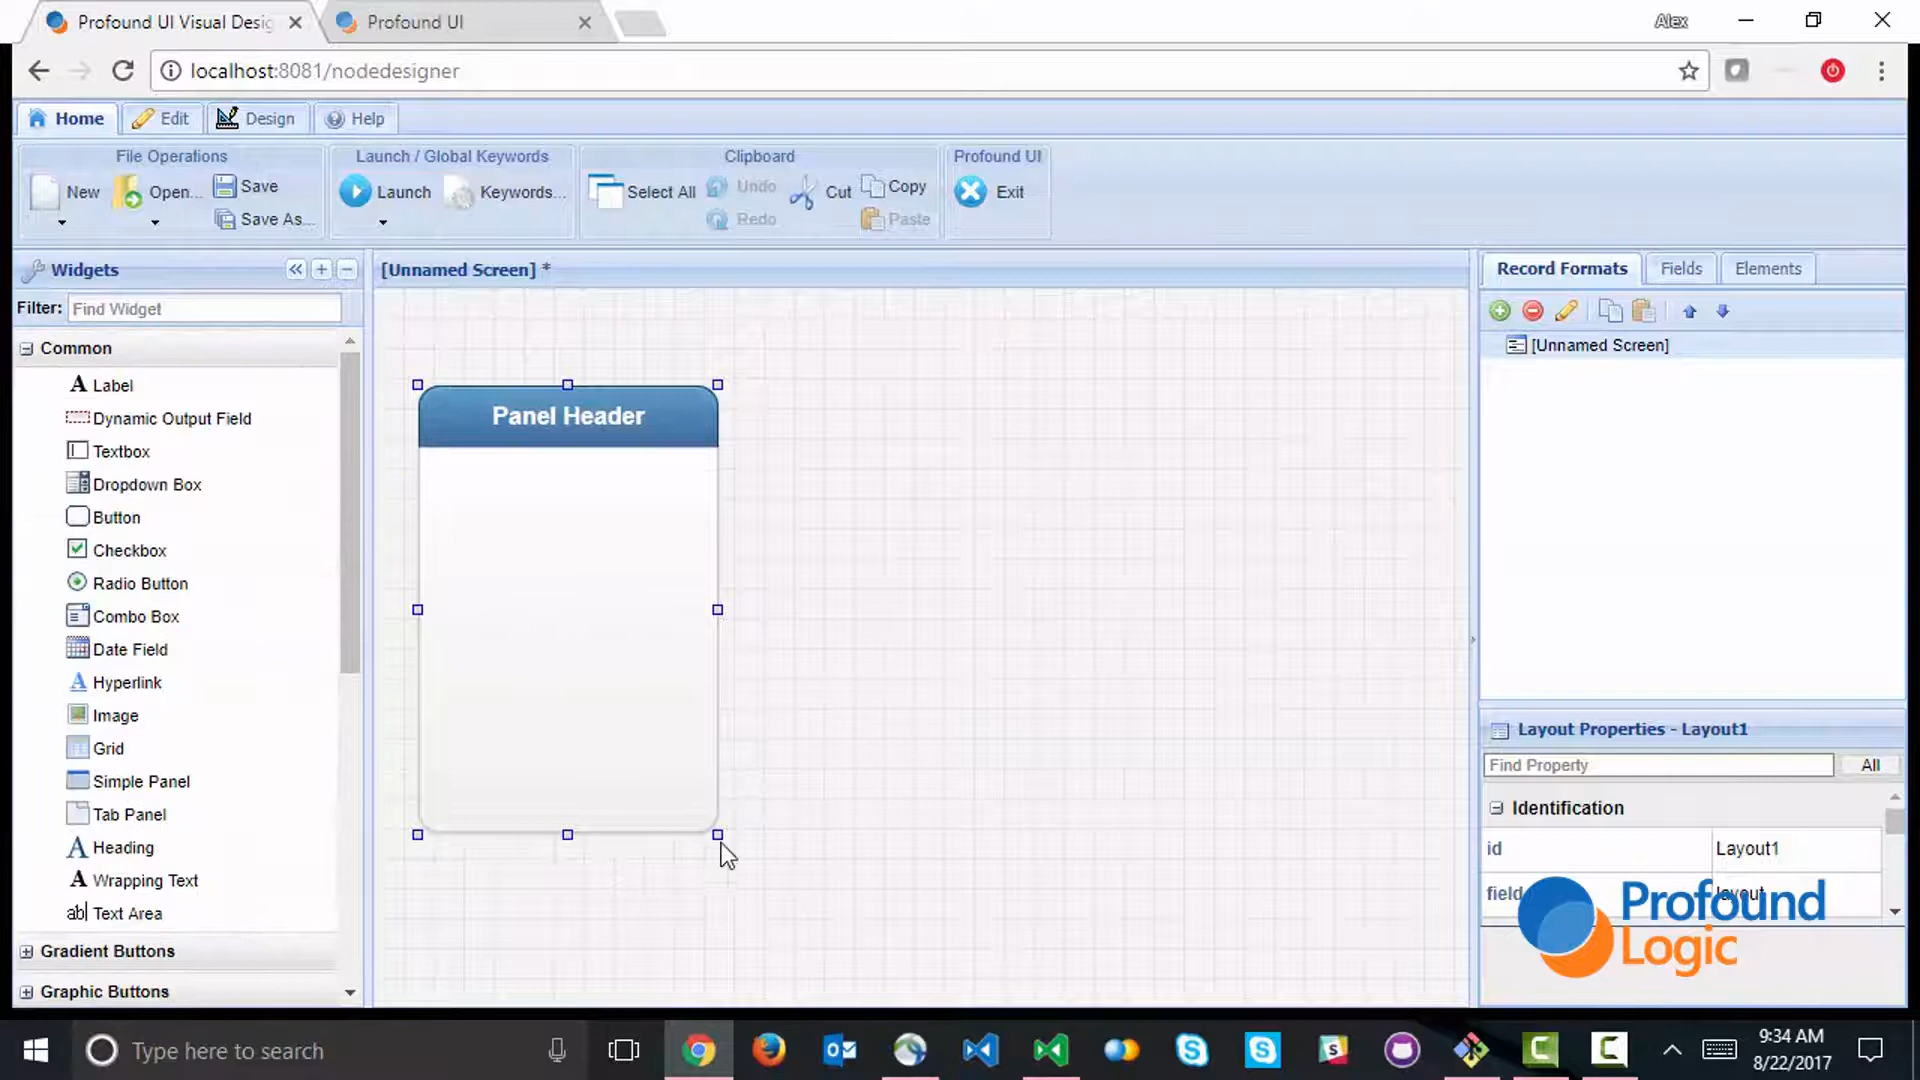 Profound UI Visual Desig
Profound UI
Alex
localhost:8081/nodedesigner
Home
Edit
Design
Help
File Operations
Launch / Global Keywords
Clipboard
Profound UI
New
Open...
Save
Save As...
Launch
Keywords...
Select All
Undo
Redo
Cut
Copy
Paste
Exit
Widgets
[Unnamed Screen] *
Record Formats
Fields
Elements
Filter:
Find Widget
[Unnamed Screen]
Common
Label
Dynamic Output Field
Textbox
Dropdown Box
Button
Checkbox
Radio Button
Combo Box
Date Field
Hyperlink
Image
Grid
Simple Panel
Tab Panel
Heading
Wrapping Text
Text Area
Gradient Buttons
Graphic Buttons
Panel Header
Layout Properties - Layout1
Find Property
All
Identification
id
Layout1
field
layout
Profound
Logic
Type here to search
9:34 AM
8/22/2017